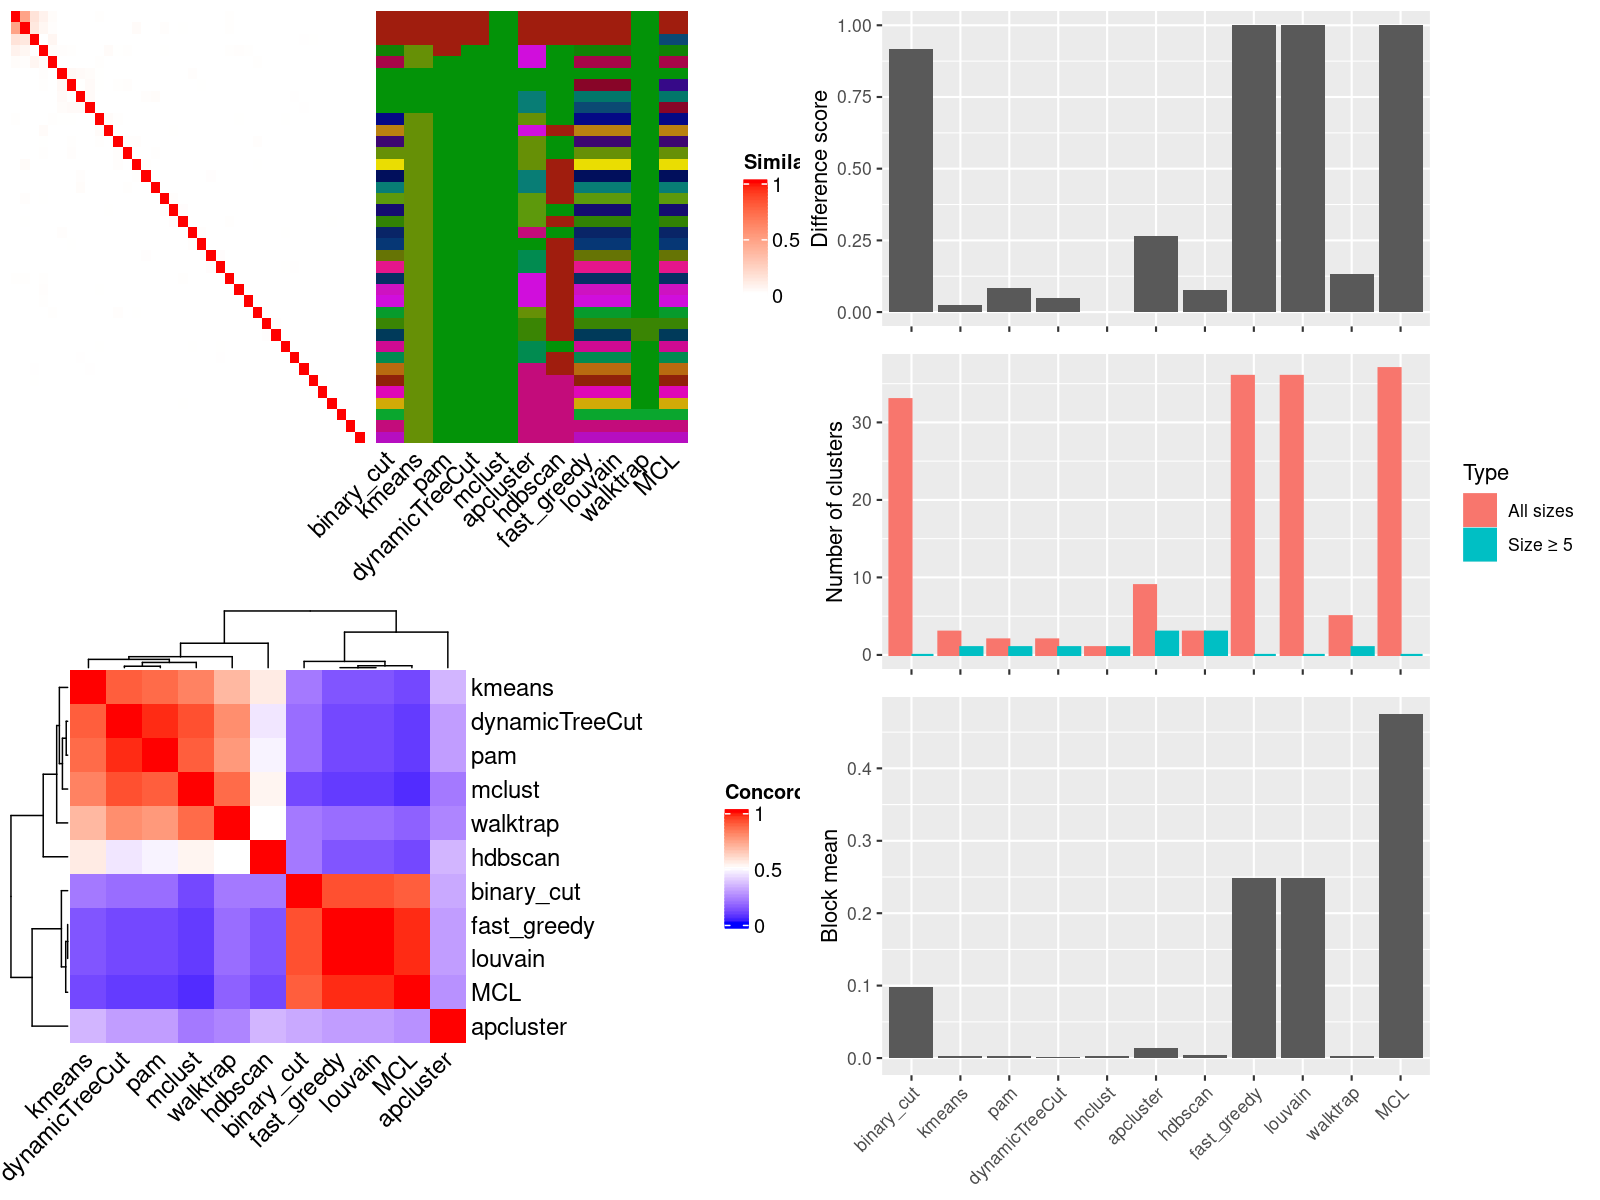 Simila
1
0.5
0
binary_cut
kmeans
pam
dynamicTreeCut
mclust
apcluster
hdbscan
fast_greedy
louvain
walktrap
MCL
Difference score
1.00
0.75
0.50
0.25
0.00
Number of clusters
30
20
10
0
Type
All sizes
Size ≥ 5
Block mean
0.4
0.3
0.2
0.1
0.0
binary_cut
kmeans
pam
dynamicTreeCut
mclust
apcluster
hdbscan
fast_greedy
louvain
walktrap
MCL
kmeans
dynamicTreeCut
pam
mclust
walktrap
hdbscan
binary_cut
fast_greedy
louvain
MCL
apcluster
Concord
1
0.5
0
kmeans
dynamicTreeCut
pam
mclust
walktrap
hdbscan
binary_cut
fast_greedy
louvain
MCL
apcluster